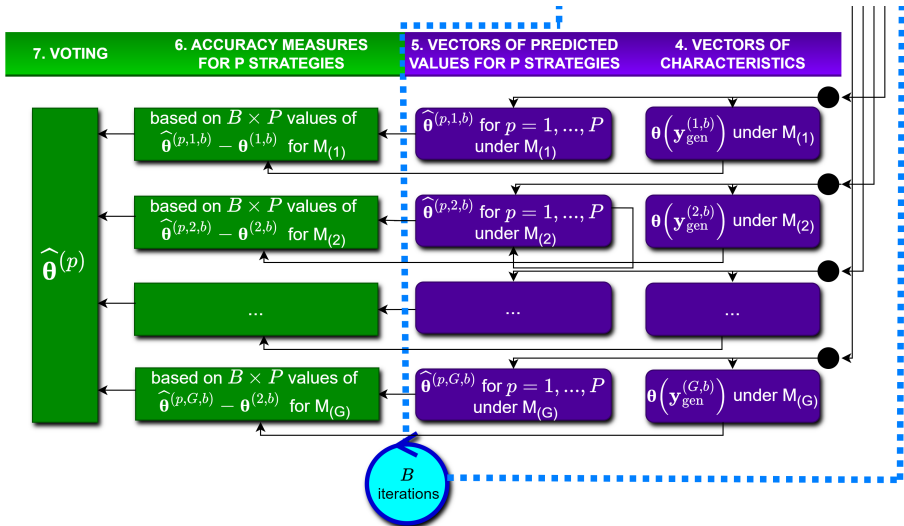 7. VOTING
6. ACCURACY MEASURES
FOR P STRATEGIES
5. VECTORS OF PREDICTED
VALUES FOR P STRATEGIES
4. VECTORS OF
CHARACTERISTICS
θ̂^(p)
based on B × P values of
θ̂^(p,1,b) − θ^(1,b) for M(1)
θ̂^(p,1,b) for p = 1, ..., P
under M(1)
θ(y_gen^(1,b)) under M(1)
based on B × P values of
θ̂^(p,2,b) − θ^(2,b) for M(2)
θ̂^(p,2,b) for p = 1, ..., P
under M(2)
θ(y_gen^(2,b)) under M(2)
...
...
...
based on B × P values of
θ̂^(p,G,b) − θ^(2,b) for M(G)
θ̂^(p,G,b) for p = 1, ..., P
under M(G)
θ(y_gen^(G,b)) under M(G)
B
iterations